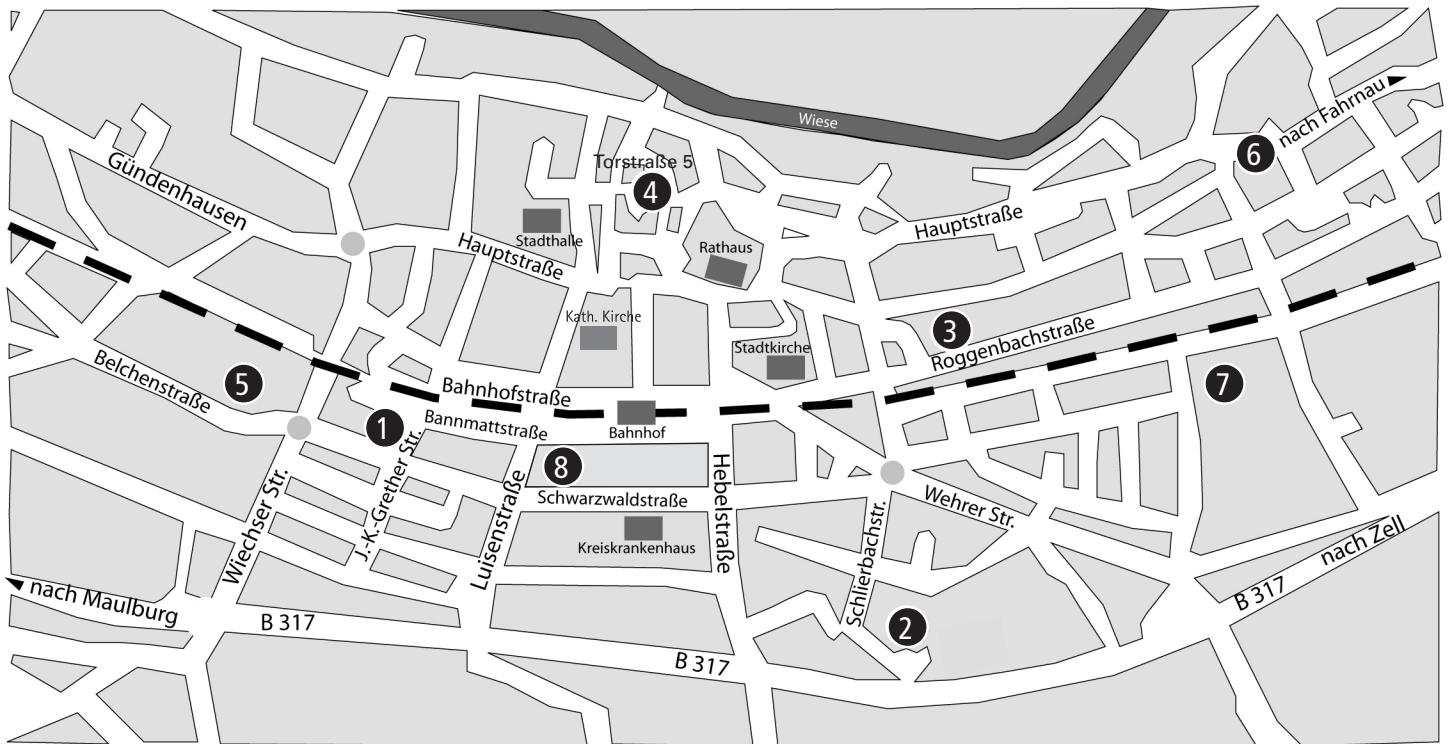 Wiese
nach Fahrnau
6
Torstraße 5
4
Gündenhausen
Hauptstraße
Stadthalle
Hauptstraße
Rathaus
Kath. Kirche
3
Roggenbachstraße
Stadtkirche
Belchenstraße
5
7
Bahnhofstraße
1
Bannmattstraße
Bahnhof
8
Schwarzwaldstraße
Wiechser Str.
J.-K.-Grether Str.
Luisenstraße
Hebelstraße
Kreiskrankenhaus
Wehrer Str.
Schlierbachstr.
nach Zell
B 317
nach Maulburg
B 317
2
B 317